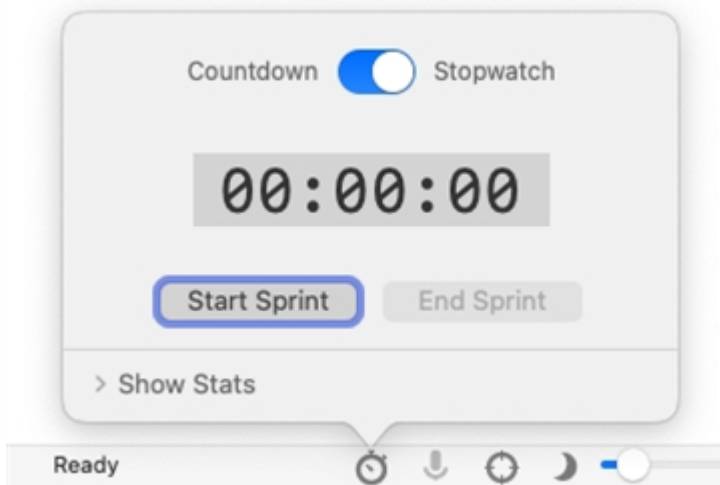 Countdown Stopwatch
00:00:00
Start Sprint End Sprint
> Show Stats
Ready